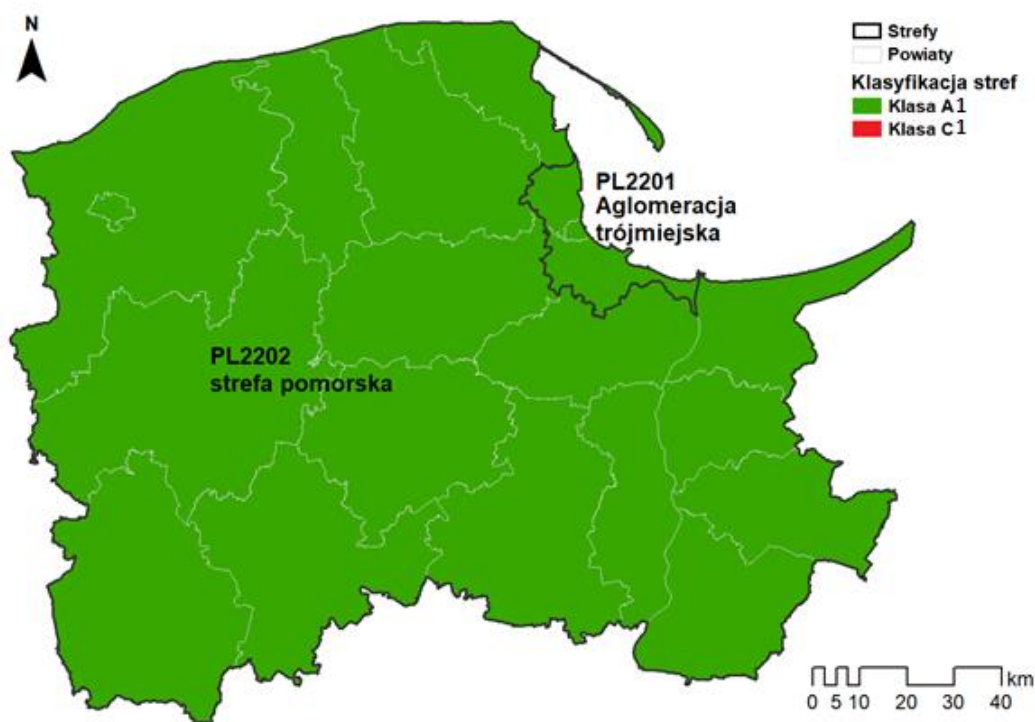 N
Strefy
Powiaty
Klasyfikacja stref
Klasa A1
Klasa C1
PL2201
Aglomeracja
trójmiejska
PL2202
strefa pomorska
km
0 5 10 20 30 40